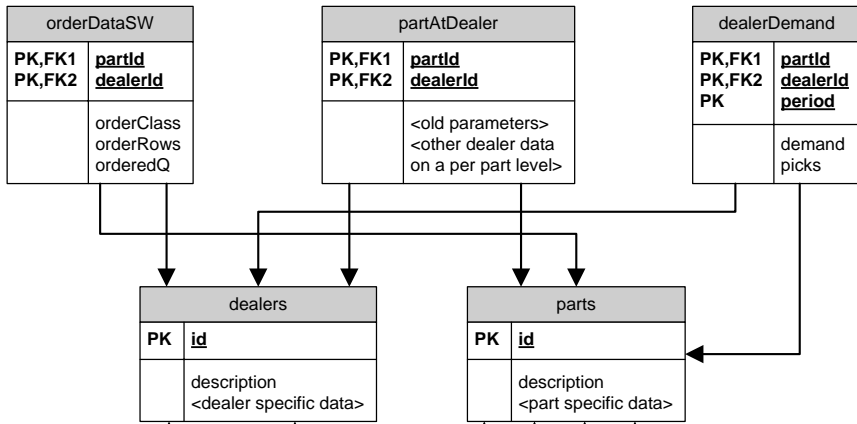 orderDataSW
PK,FK1 partId
PK,FK2 dealerId
orderClass
orderRows
orderedQ
partAtDealer
PK,FK1 partId
PK,FK2 dealerId
<old parameters>
<other dealer data
on a per part level>
dealerDemand
PK,FK1 partId
PK,FK2 dealerId
PK period
demand
picks
dealers
PK id
description
<dealer specific data>
parts
PK id
description
<part specific data>